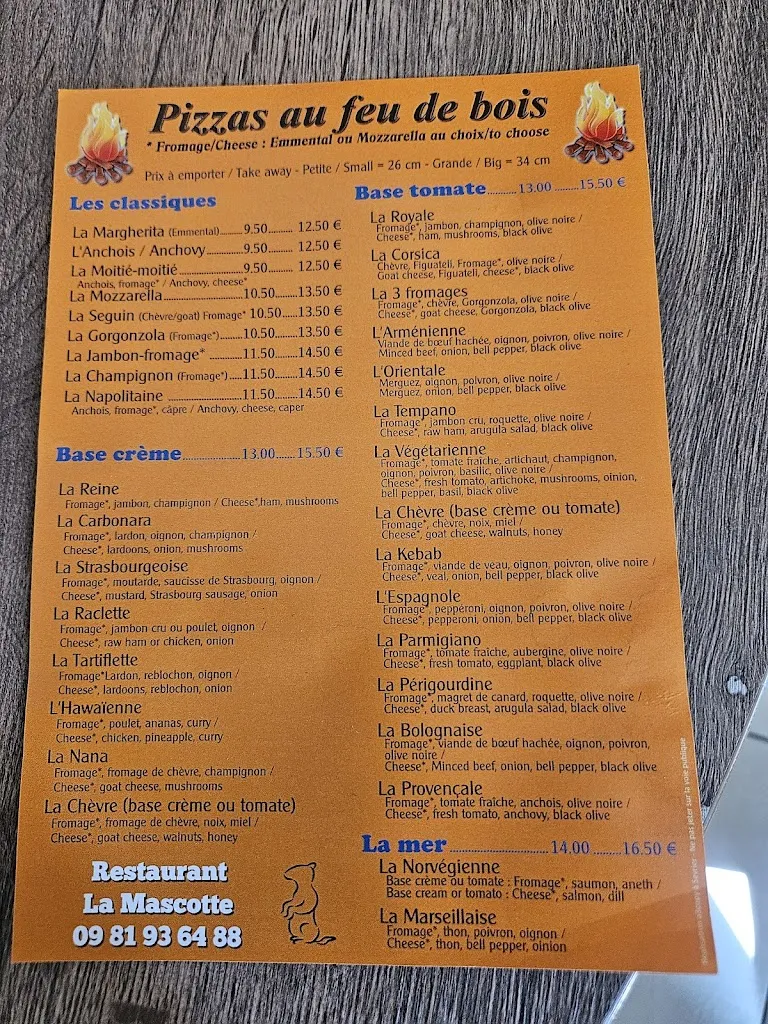 Pizzas au feu de bois
* Fromage/Cheese : Emmental ou Mozzarella au choix/to choose
Prix à emporter / Take away - Petite / Small = 26 cm - Grande / Big = 34 cm
Les classiques
La Margherita (Emmental)......9.50......... 12.50 €
L'Anchois / Anchovy...............9.50......... 12.50 €
La Moitié-moitié.....................9.50......... 12.50 €
Anchois, fromage* / Anchovy, cheese*
La Mozzarella.........................10.50........13.50 €
La Seguin (Chèvre/goat) Fromage* 10.50........13.50 €
La Gorgonzola (Fromage*)......10.50........13.50 €
La Jambon-fromage* .........11.50........14.50 €
La Champignon (Fromage*)....11.50........14.50 €
La Napolitaine ....................11.50........14.50 €
Anchois, fromage*, câpre / Anchovy, cheese, caper
Base crème...............13.00......15.50 €
La Reine
Fromage*, jambon, champignon / Cheese*,ham, mushrooms
La Carbonara
Fromage*, lardon, oignon, champignon /
Cheese*, lardoons, onion, mushrooms
La Strasbourgeoise
Fromage*, moutarde, saucisse de Strasbourg, oignon /
Cheese*, mustard, Strasbourg sausage, onion
La Raclette
Fromage*, jambon cru ou poulet, oignon /
Cheese*, raw ham or chicken, onion
La Tartiflette
Fromage*Lardon, reblochon, oignon /
Cheese*, lardoons, reblochon, onion
L'Hawaïenne
Fromage*, poulet, ananas, curry /
Cheese*, chicken, pineapple, curry
La Nana
Fromage*, fromage de chèvre, champignon /
Cheese*, goat cheese, mushrooms
La Chèvre (base crème ou tomate)
Fromage*, fromage de chèvre, noix, miel /
Cheese*, goat cheese, walnuts, honey
Restaurant
La Mascotte
09 81 93 64 88
Base tomate..........13.00 ........15.50 €
La Royale
Fromage*, jambon, champignon, olive noire /
Cheese*, ham, mushrooms, black olive
La Corsica
Chèvre, Figuateli, Fromage*, olive noire /
Goat cheese, Figuateli, cheese*, black olive
La 3 fromages
Fromage*, chèvre, Gorgonzola, olive noire /
Cheese*, goat cheese, Gorgonzola, black olive
L'Arménienne
Viande de bœuf hachée, oignon, poivron, olive noire /
Minced beef, onion, bell pepper, black olive
L'Orientale
Merguez, oignon, poivron, olive noire /
Merguez, onion, bell pepper, black olive
La Tempano
Fromage*, jambon cru, roquette, olive noire /
Cheese*, raw ham, arugula salad, black olive
La Végétarienne
Fromage*, tomate fraîche, artichaut, champignon,
oignon, poivron, basilic, olive noire /
Cheese*, fresh tomato, artichoke, mushrooms, oinion,
bell pepper, basil, black olive
La Chèvre (base crème ou tomate)
Fromage*, chèvre, noix, miel /
Cheese*, goat cheese, walnuts, honey
La Kebab
Fromage*, viande de veau, oignon, poivron, olive noire /
Cheese*, veal, onion, bell pepper, black olive
L'Espagnole
Fromage*, pepperoni, oignon, poivron, olive noire /
Cheese*, pepperoni, onion, bell pepper, black olive
La Parmigiano
Fromage*, tomate fraîche, aubergine, olive noire /
Cheese*, fresh tomato, eggplant, black olive
La Périgourdine
Fromage*, magret de canard, roquette, olive noire /
Cheese*, duck breast, arugula salad, black olive
La Bolognaise
Fromage*, viande de bœuf hachée, oignon, poivron,
olive noire /
Cheese*, Minced beef, onion, bell pepper, black olive
La Provençale
Fromage*, tomate fraîche, anchois, olive noire /
Cheese*, fresh tomato, anchovy, black olive
La mer .............................14.00 ........16.50 €
La Norvégienne
Base crème ou tomate : Fromage*, saumon, aneth /
Base cream or tomato : Cheese*, salmon, dill
La Marseillaise
Fromage*, thon, poivron, oignon /
Cheese*, thon, bell pepper, oinion
Ne pas jeter sur la voie publique